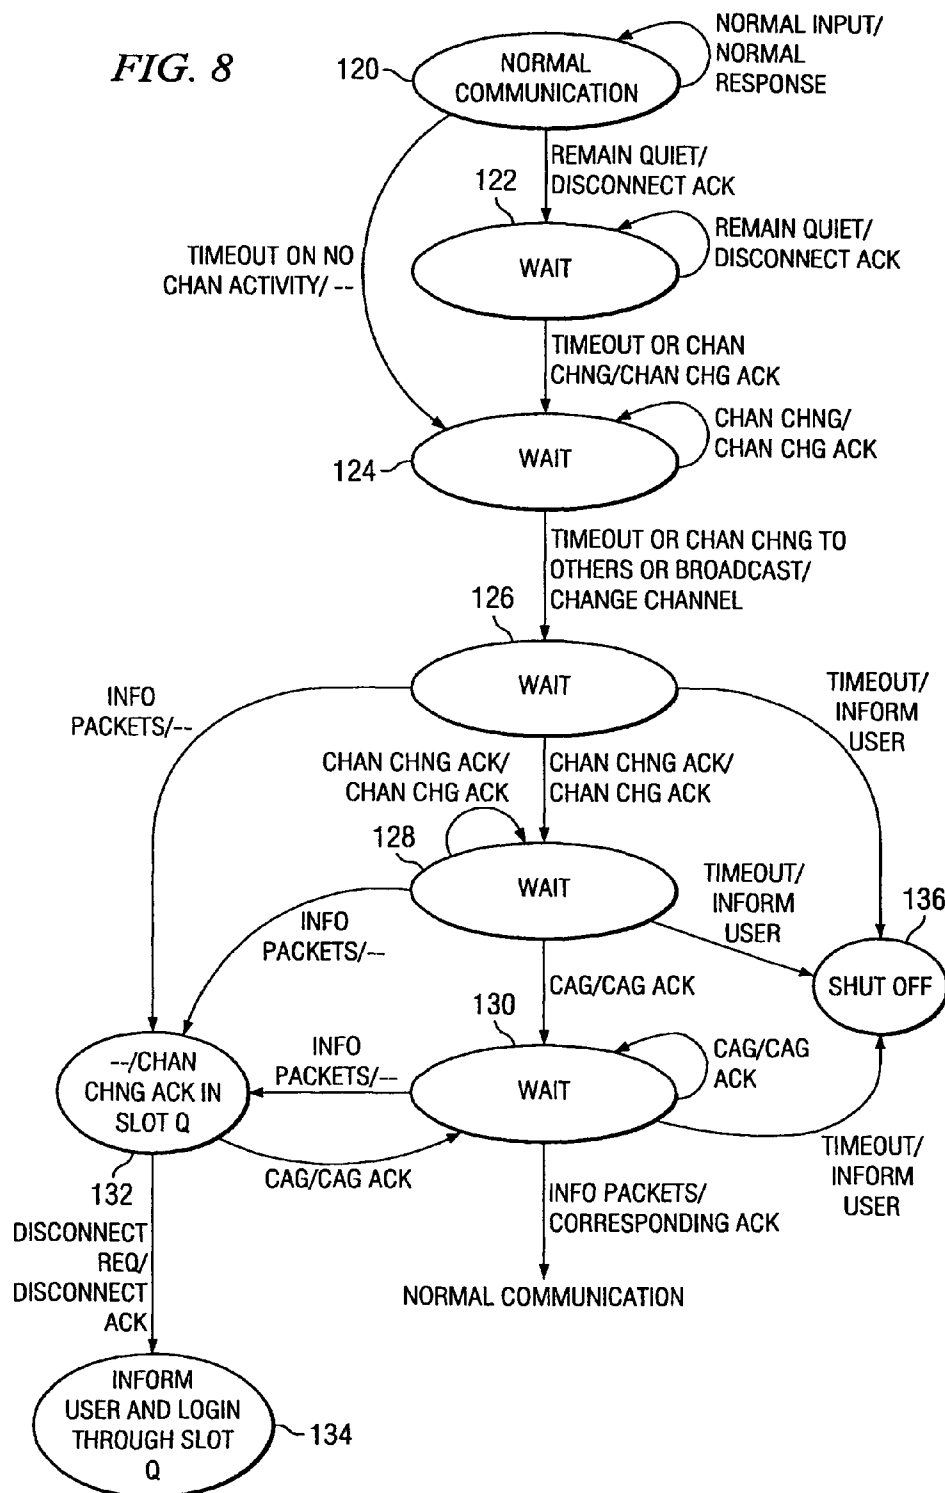 FIG. 8
120
NORMAL
COMMUNICATION
NORMAL INPUT/
NORMAL
RESPONSE
REMAIN QUIET/
DISCONNECT ACK
122
WAIT
REMAIN QUIET/
DISCONNECT ACK
TIMEOUT ON NO
CHAN ACTIVITY/ --
TIMEOUT OR CHAN
CHNG/CHAN CHG ACK
124
WAIT
CHAN CHNG/
CHAN CHG ACK
TIMEOUT OR CHAN CHNG TO
OTHERS OR BROADCAST/
CHANGE CHANNEL
126
WAIT
INFO
PACKETS/--
TIMEOUT/
INFORM
USER
CHAN CHNG ACK/
CHAN CHG ACK
CHAN CHNG ACK/
CHAN CHG ACK
128
WAIT
TIMEOUT/
INFORM
USER
136
SHUT OFF
INFO
PACKETS/--
CAG/CAG ACK
130
WAIT
CAG/CAG
ACK
INFO
PACKETS/--
--/CHAN
CHNG ACK IN
SLOT Q
132
CAG/CAG ACK
TIMEOUT/
INFORM
USER
INFO PACKETS/
CORRESPONDING ACK
NORMAL COMMUNICATION
DISCONNECT
REQ/
DISCONNECT
ACK
INFORM
USER AND LOGIN
THROUGH SLOT
Q
134